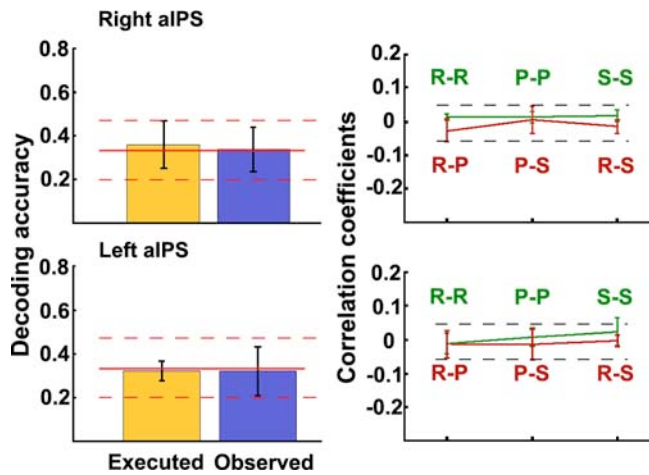 Right aIPS
Decoding accuracy
0.8
0.6
0.4
0.2
Left aIPS
0.8
0.6
0.4
0.2
Executed Observed
Correlation coefficients
0.2
0.1
0
-0.1
-0.2
R-R P-P S-S
R-P P-S R-S
0.2
0.1
0
-0.1
-0.2
R-R P-P S-S
R-P P-S R-S